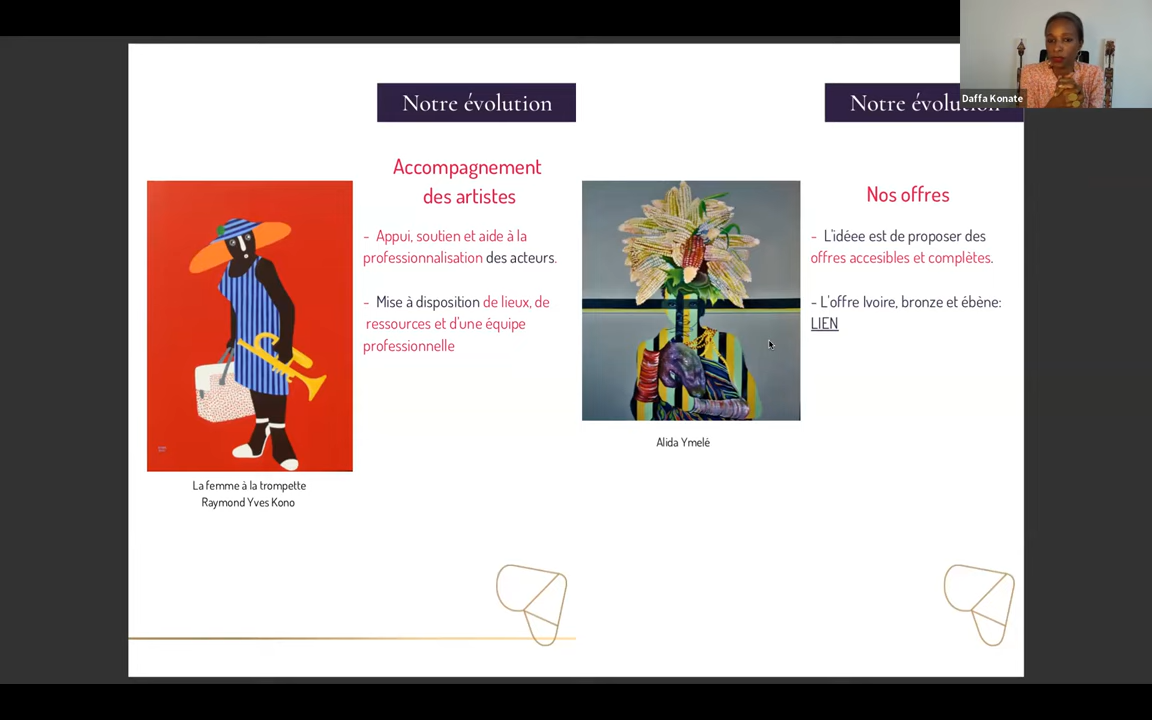 Notre évolution
Accompagnement
des artistes
- Appui, soutien et aide à la
professionnalisation des acteurs.
- Mise à disposition de lieux, de
ressources et d'une équipe
professionnelle
La femme à la trompette
Raymond Yves Kono
Notre évolution
Nos offres
- L'idéee est de proposer des
offres accesibles et complètes.
- L'offre Ivoire, bronze et ébène:
LIEN
Alida Ymelé
Daffa Konate